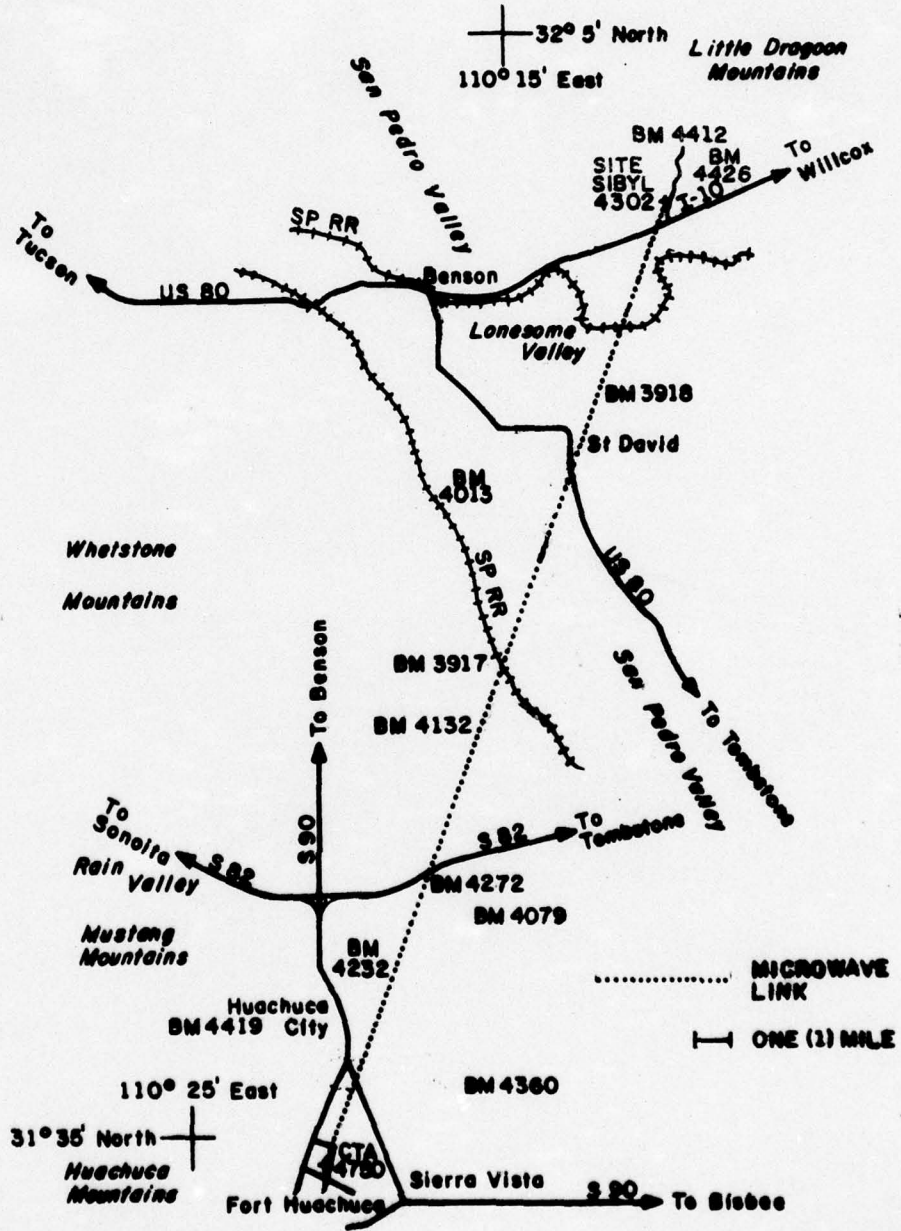 32° 5' North
110° 15' East
Little Dragoon
Mountains
San Pedro Valley
BM 4412
SITE
SIBYL
4302
BM
4426
I-10
To
Willcox
SP RR
To
Tucson
US 80
Benson
Lonesome
Valley
BM 3918
St David
BM
4013
Whetstone
Mountains
SP RR
US 80
To Benson
BM 3917
BM 4132
San Pedro Valley
To Tombstone
To
Sonoita
S 82
S 90
S 82
To
Tombstone
Rain
Valley
BM 4272
BM 4079
Mustang
Mountains
BM
4232
MICROWAVE
LINK
Huachuca
City
BM 4419
ONE (1) MILE
110° 25' East
BM 4360
31° 35' North
CTA
4750
Huachuca
Mountains
Sierra Vista
Fort Huachuca
S 90
To Bisbee